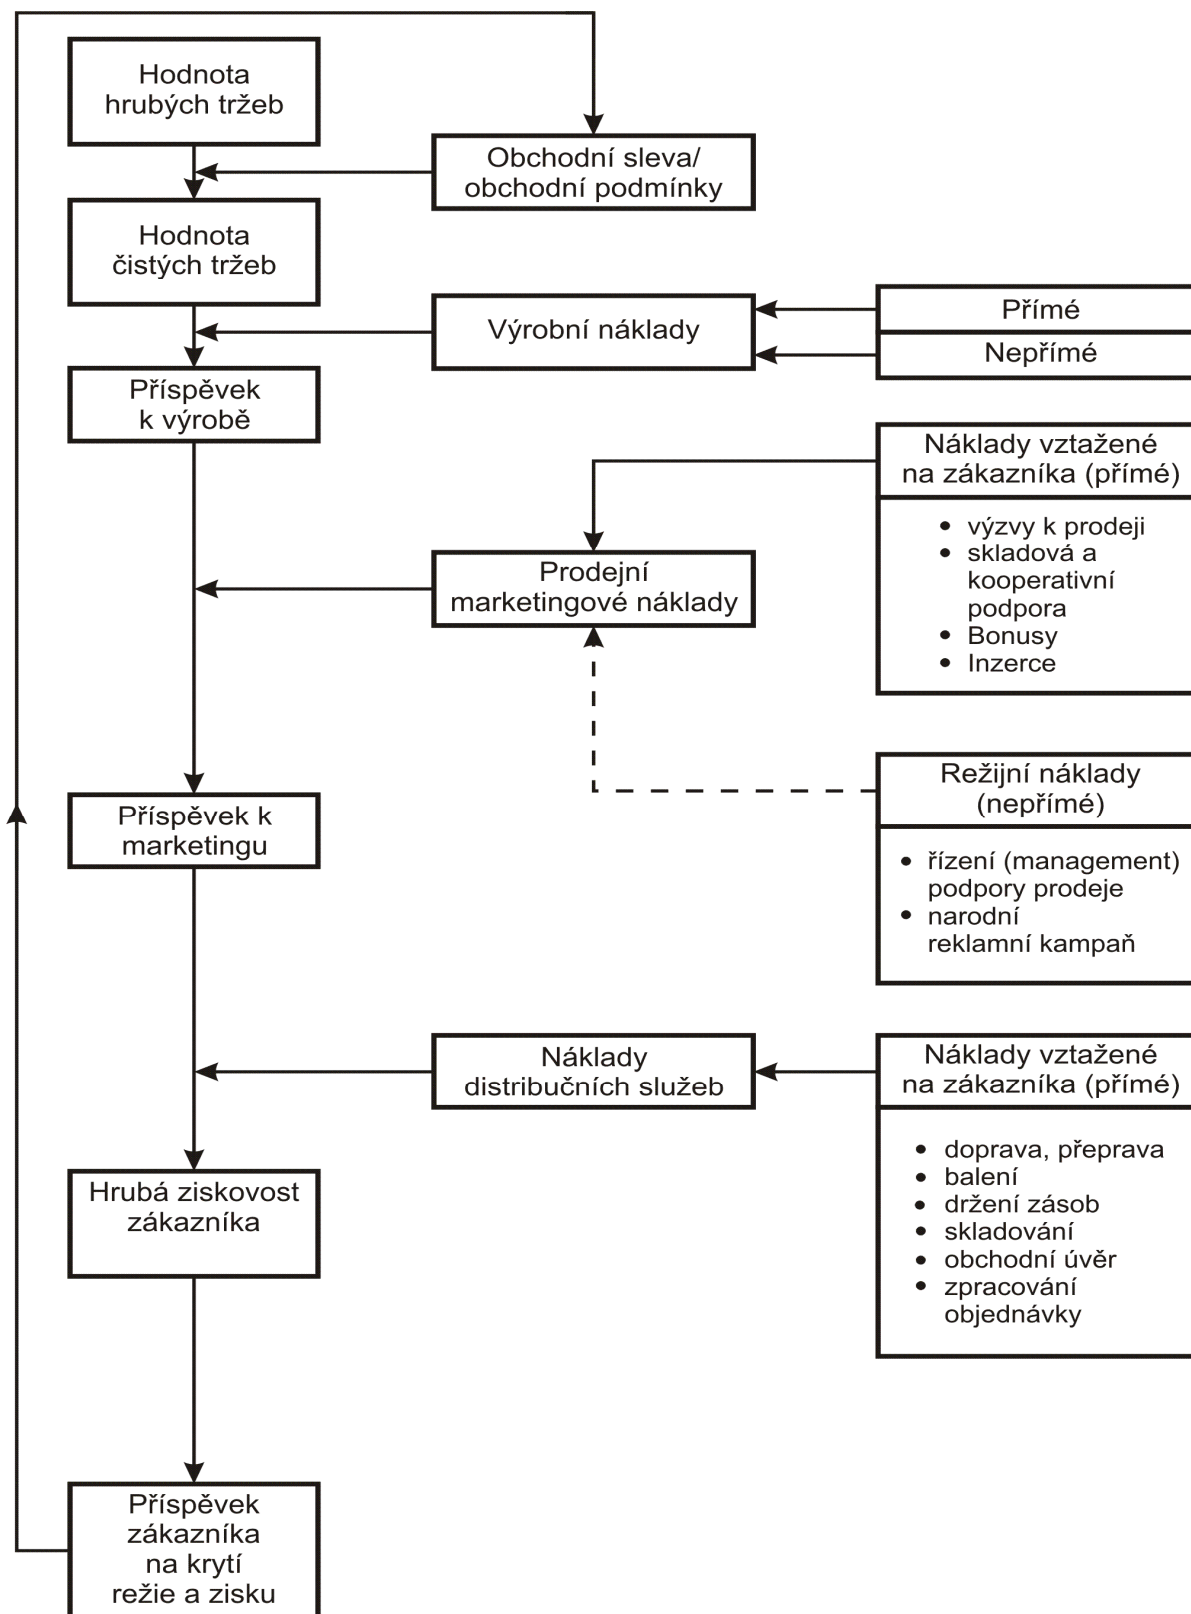 Hodnota
hrubých tržeb
Obchodní sleva/
obchodní podmínky
Hodnota
čistých tržeb
Výrobní náklady
Přímé
Nepřímé
Příspěvek
k výrobě
Náklady vztažené
na zákazníka (přímé)
• výzvy k prodeji
• skladová a
kooperativní
podpora
• Bonusy
• Inzerce
Prodejní
marketingové náklady
Režijní náklady
(nepřímé)
• řízení (management)
podpory prodeje
• narodní
reklamní kampaň
Příspěvek k
marketingu
Náklady
distribučních služeb
Náklady vztažené
na zákazníka (přímé)
• doprava, přeprava
• balení
• držení zásob
• skladování
• obchodní úvěr
• zpracování
objednávky
Hrubá ziskovost
zákazníka
Příspěvek
zákazníka
na krytí
režie a zisku